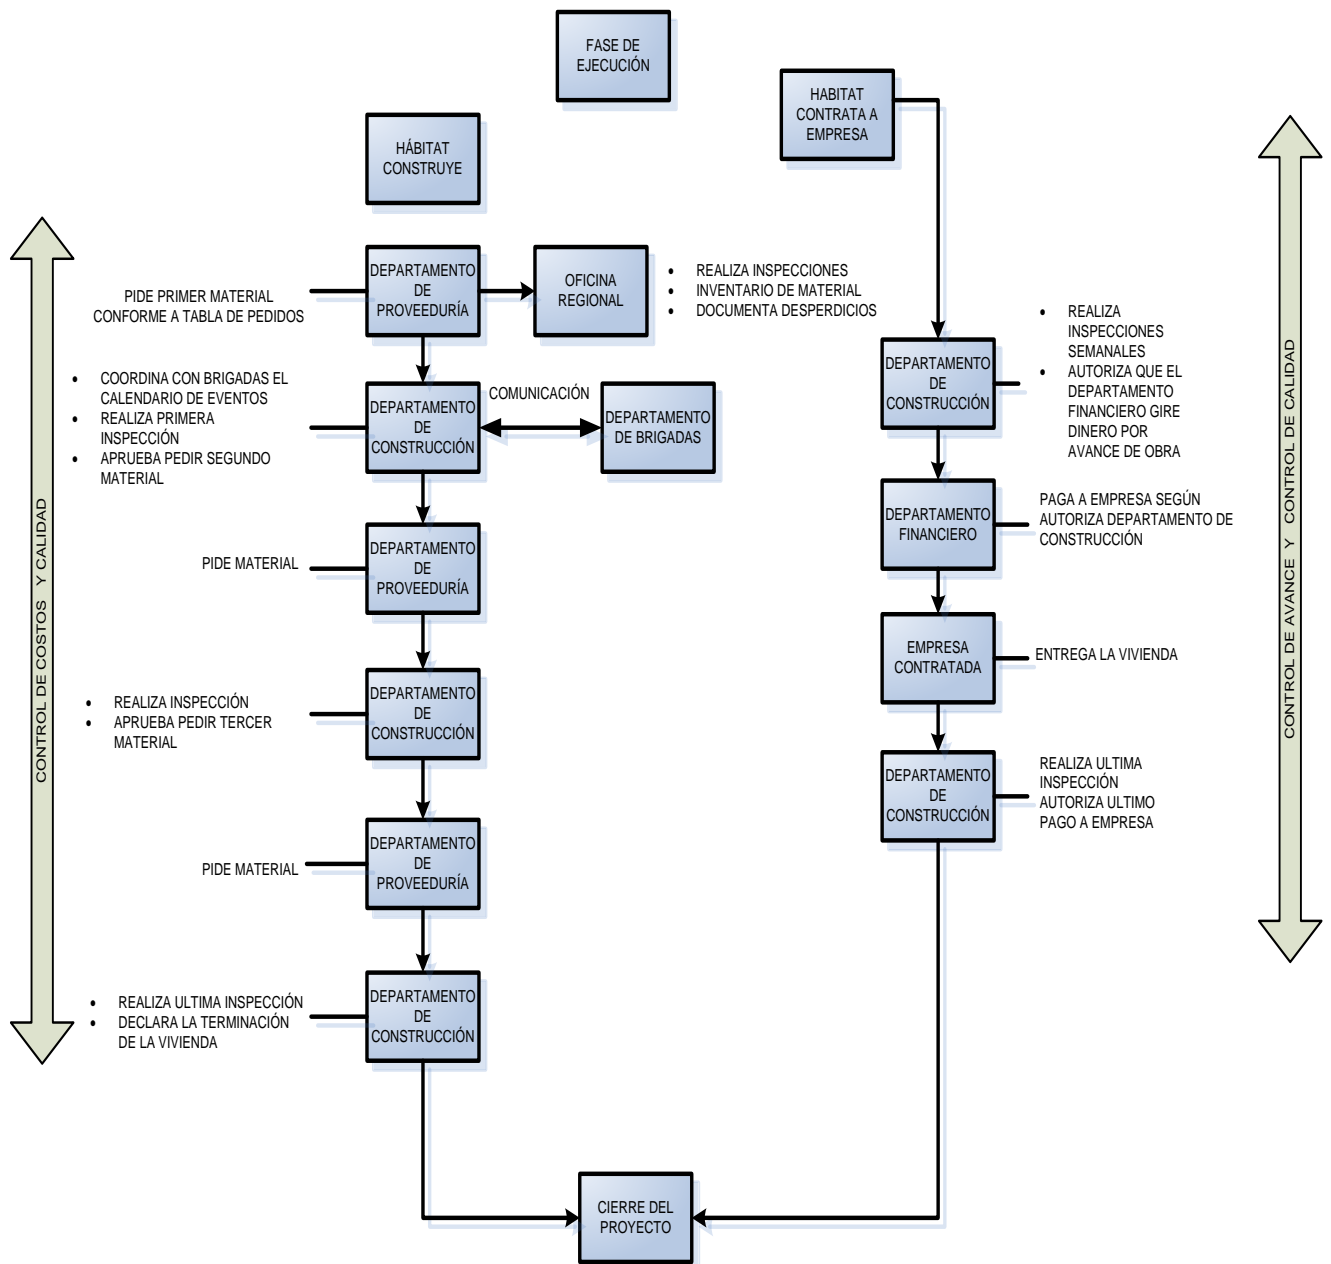 FASE DE
EJECUCIÓN
HABITAT
CONTRATA A
EMPRESA
HÁBITAT
CONSTRUYE
PIDE PRIMER MATERIAL
CONFORME A TABLA DE PEDIDOS
DEPARTAMENTO
DE
PROVEEDURÍA
OFICINA
REGIONAL
• REALIZA INSPECCIONES
• INVENTARIO DE MATERIAL
• DOCUMENTA DESPERDICIOS
• COORDINA CON BRIGADAS EL
CALENDARIO DE EVENTOS
• REALIZA PRIMERA
INSPECCIÓN
• APRUEBA PEDIR SEGUNDO
MATERIAL
DEPARTAMENTO
DE
CONSTRUCCIÓN
COMUNICACIÓN
DEPARTAMENTO
DE BRIGADAS
PIDE MATERIAL
DEPARTAMENTO
DE
PROVEEDURÍA
• REALIZA INSPECCIÓN
• APRUEBA PEDIR TERCER
MATERIAL
DEPARTAMENTO
DE
CONSTRUCCIÓN
PIDE MATERIAL
DEPARTAMENTO
DE
PROVEEDURÍA
• REALIZA ULTIMA INSPECCIÓN
• DECLARA LA TERMINACIÓN
DE LA VIVIENDA
DEPARTAMENTO
DE
CONSTRUCCIÓN
CONTROL DE COSTOS Y CALIDAD
DEPARTAMENTO
DE
CONSTRUCCIÓN
• REALIZA
INSPECCIONES
SEMANALES
• AUTORIZA QUE EL
DEPARTAMENTO
FINANCIERO GIRE
DINERO POR
AVANCE DE OBRA
DEPARTAMENTO
FINANCIERO
PAGA A EMPRESA SEGÚN
AUTORIZA DEPARTAMENTO DE
CONSTRUCCIÓN
EMPRESA
CONTRATADA
ENTREGA LA VIVIENDA
DEPARTAMENTO
DE
CONSTRUCCIÓN
REALIZA ULTIMA
INSPECCIÓN
AUTORIZA ULTIMO
PAGO A EMPRESA
CONTROL DE AVANCE Y CONTROL DE CALIDAD
CIERRE DEL
PROYECTO